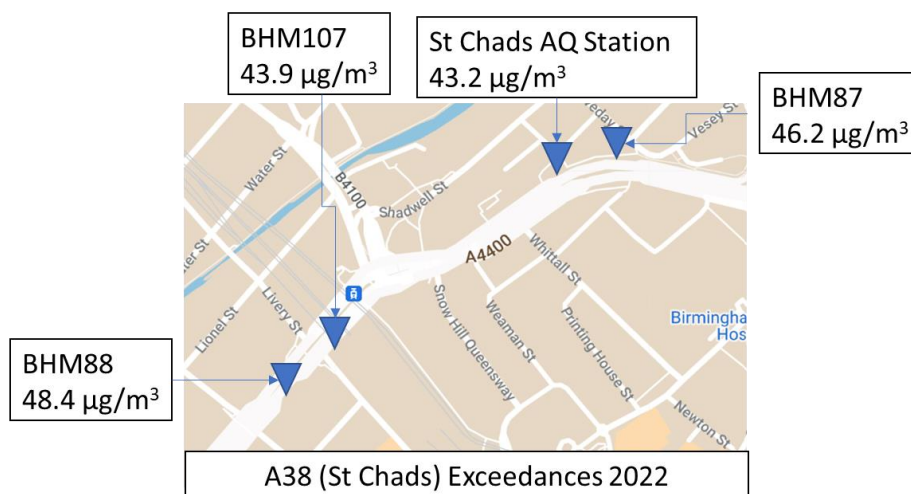 BHM107
43.9 µg/m³
St Chads AQ Station
43.2 µg/m³
BHM87
46.2 µg/m³
Vesey St
Water St
B4100
Shadwell St
A4400
Whittall St
Livery St
Lionel St
Snow Hill Queensway
Weaman St
Printing House St
Birmingha
Hos
Newton St
BHM88
48.4 µg/m³
A38 (St Chads) Exceedances 2022